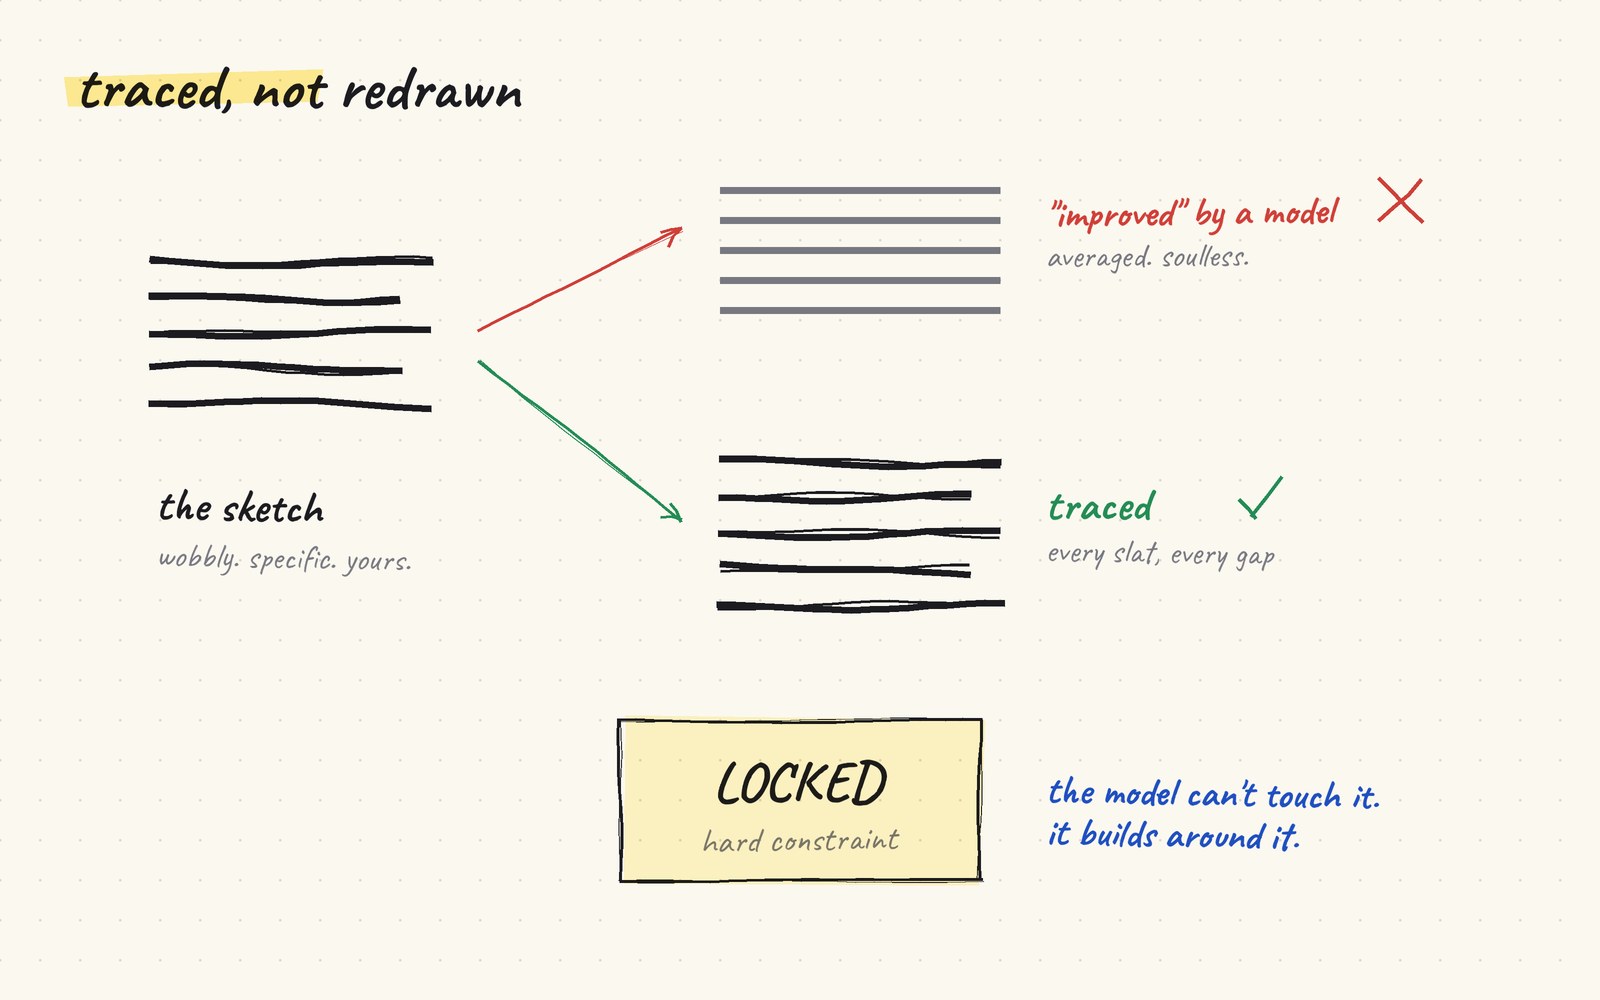 traced, not redrawn
"improved" by a model
averaged. soulless.
the sketch
wobbly. specific. yours.
traced
every slat, every gap
LOCKED
hard constraint
the model can't touch it.
it builds around it.